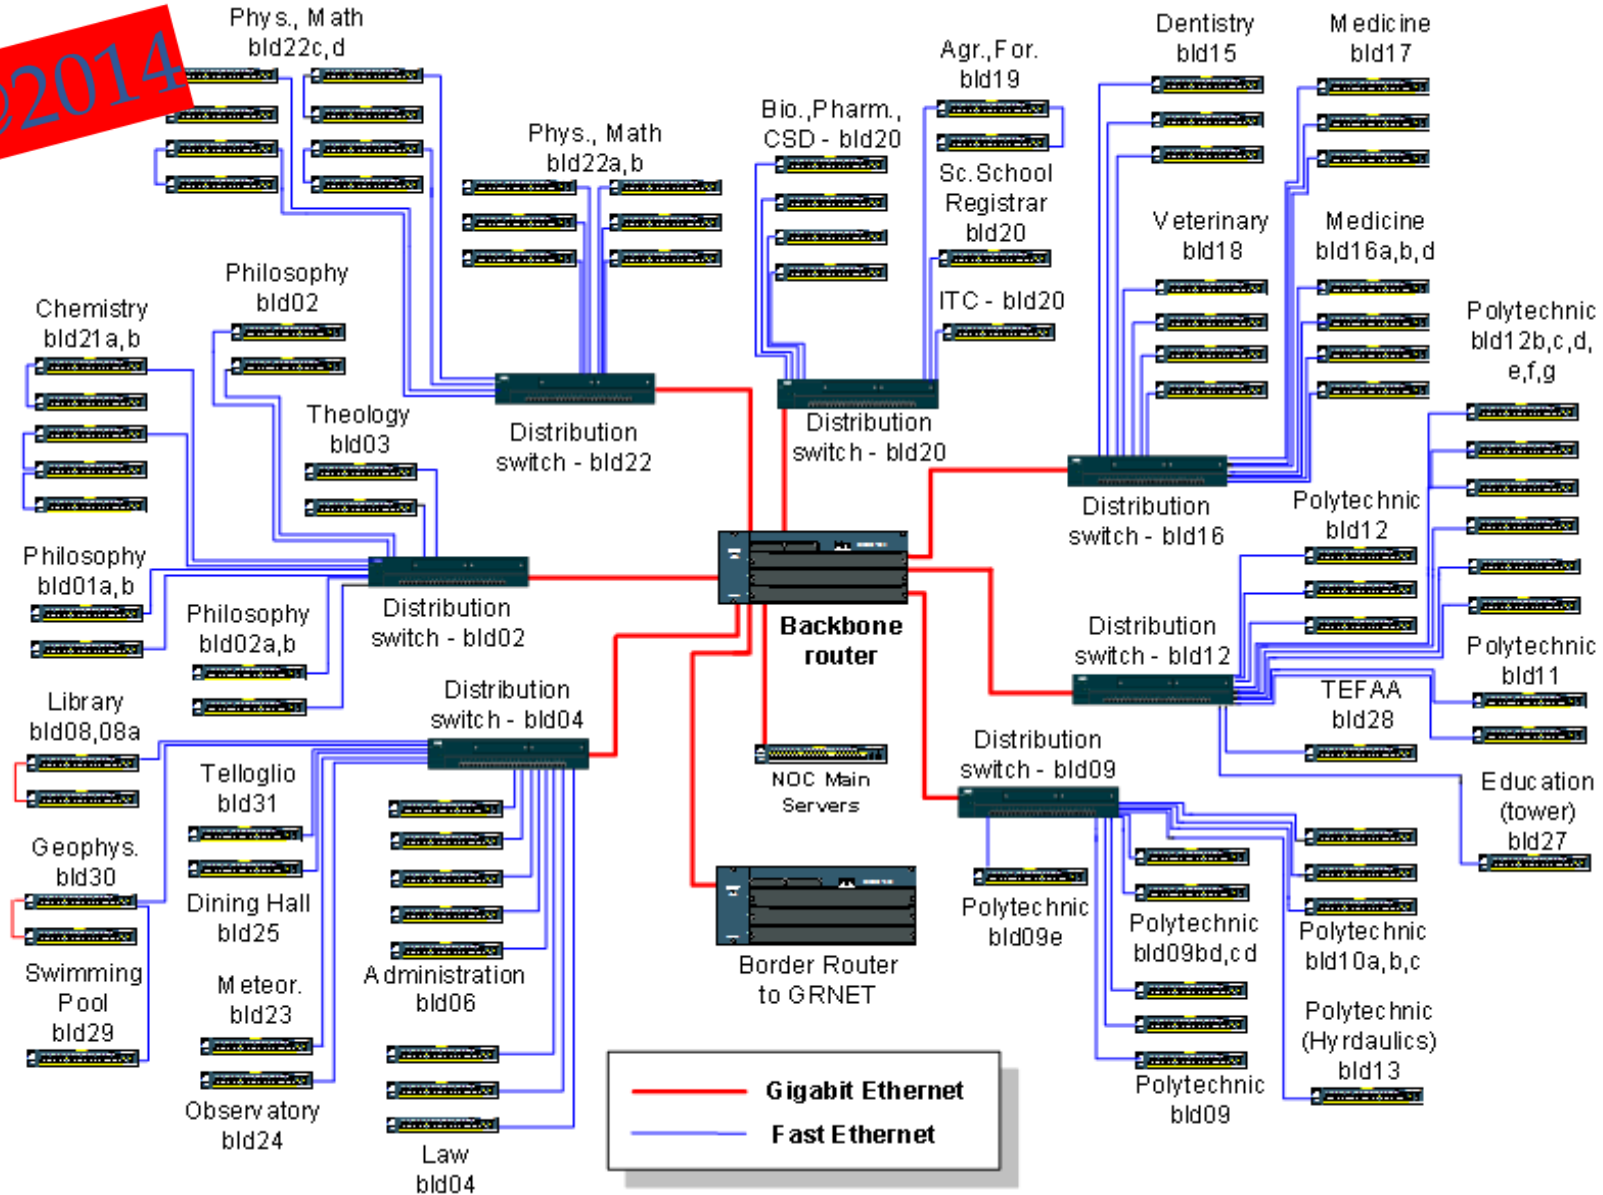 @2014
Phys., Math
bld22c,d
Phys., Math
bld22a,b
Bio.,Pharm.,
CSD - bld20
Agr.,For.
bld19
Sc.School
Registrar
bld20
ITC - bld20
Dentistry
bld15
Medicine
bld17
Veterinary
bld18
Medicine
bld16a,b,d
Polytechnic
bld12b,c,d,
e,f,g
Philosophy
bld02
Chemistry
bld21a,b
Theology
bld03
Distribution
switch - bld22
Distribution
switch - bld20
Distribution
switch - bld16
Polytechnic
bld12
Philosophy
bld01a,b
Philosophy
bld02a,b
Distribution
switch - bld02
Backbone
router
Distribution
switch - bld12
Polytechnic
bld11
TEFAA
bld28
Library
bld08,08a
Distribution
switch - bld04
Telloglio
bld31
NOC Main
Servers
Distribution
switch - bld09
Education
(tower)
bld27
Geophys.
bld30
Dining Hall
bld25
Swimming
Pool
bld29
Meteor.
bld23
Administration
bld06
Border Router
to GRNET
Polytechnic
bld09e
Polytechnic
bld09bd,cd
Polytechnic
bld10a,b,c
Polytechnic
(Hyrdaulics)
bld13
Polytechnic
bld09
Observatory
bld24
Law
bld04
Gigabit Ethernet
Fast Ethernet